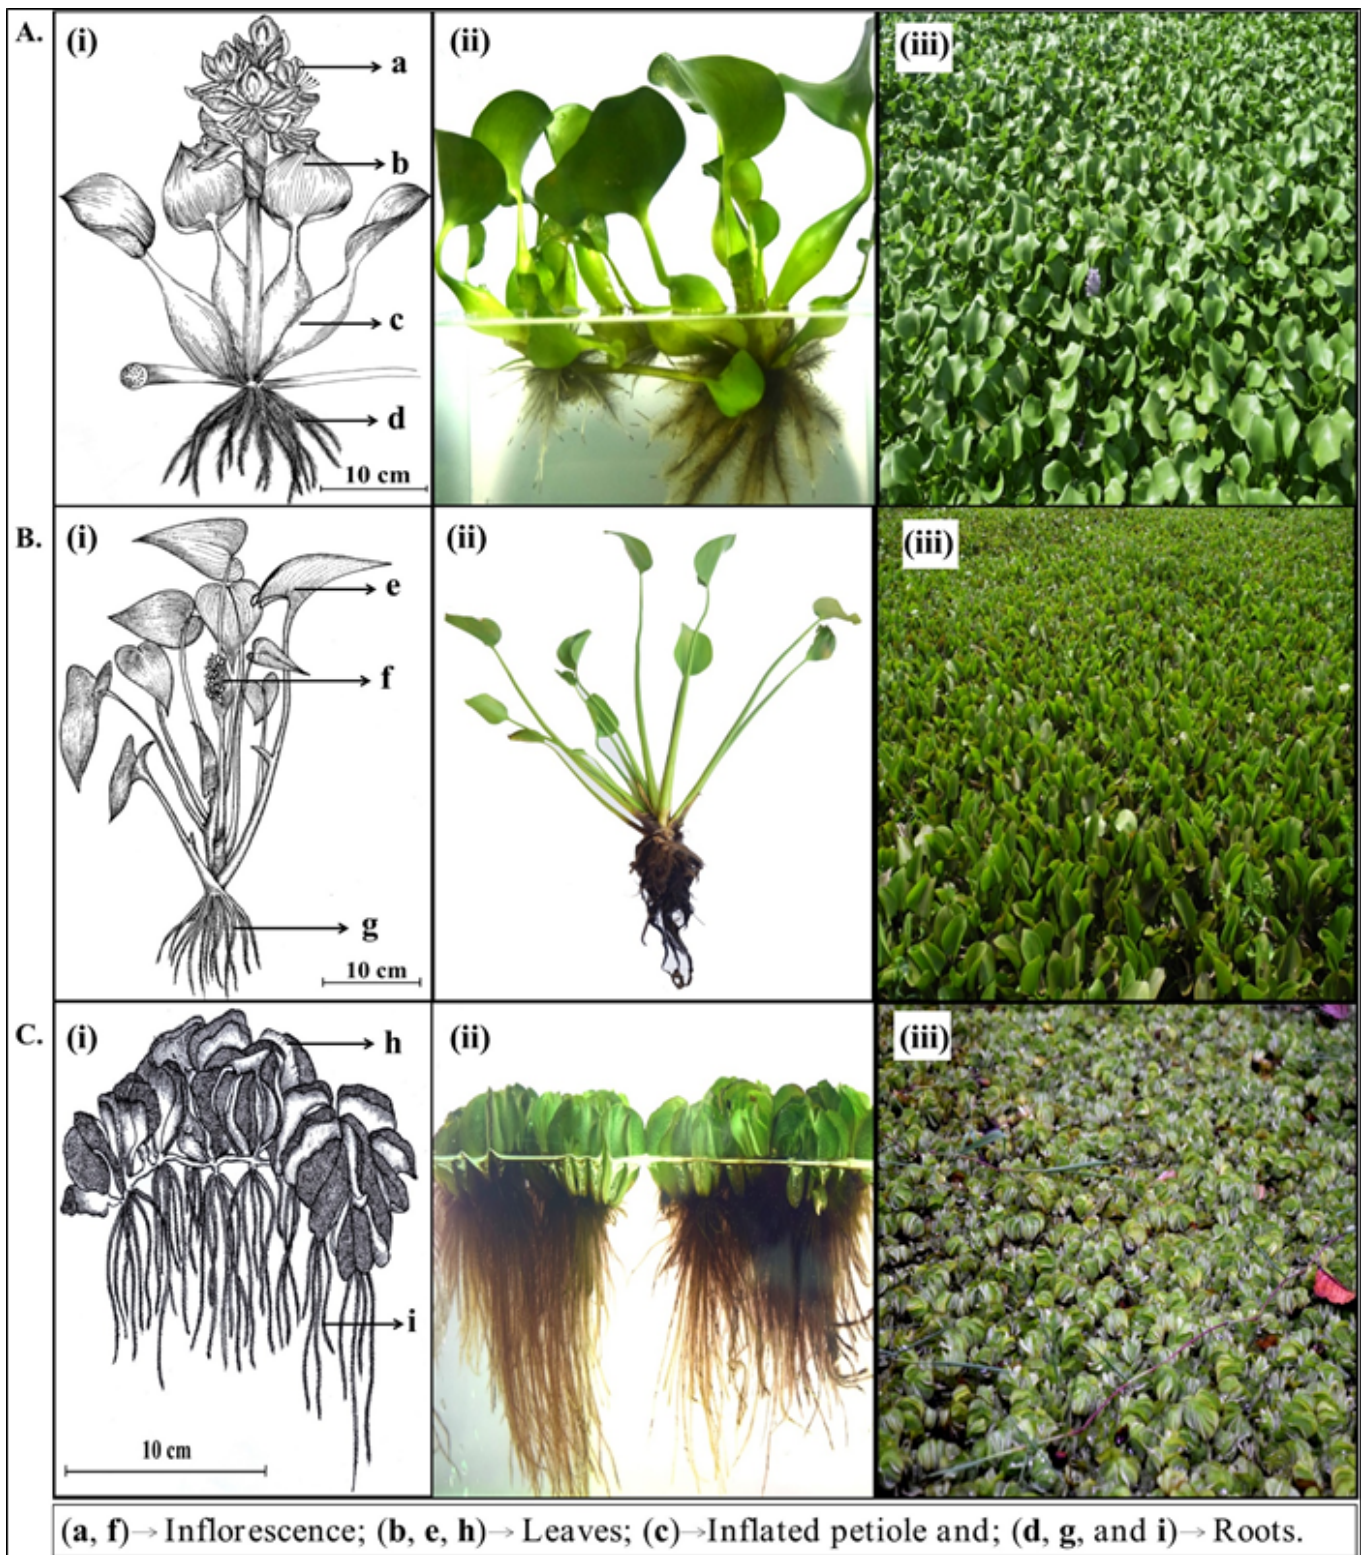 A.
(i)
(ii)
(iii)
a
b
c
d
10 cm
B.
(i)
(ii)
(iii)
e
f
g
10 cm
C.
(i)
(ii)
(iii)
h
i
10 cm
(a, f)→ Inflorescence; (b, e, h)→ Leaves; (c)→Inflated petiole and; (d, g, and i)→ Roots.